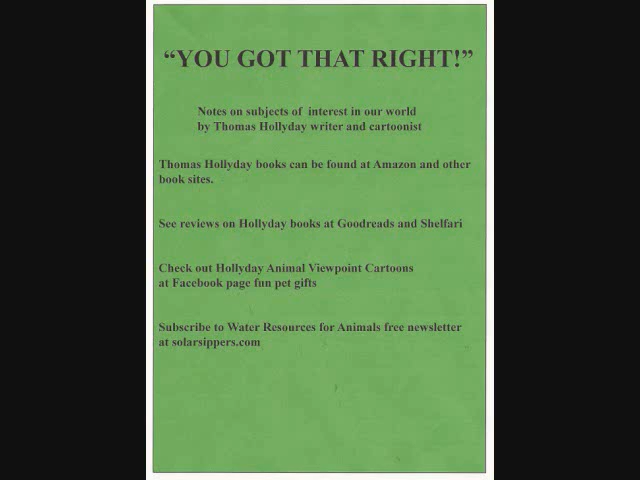 “YOU GOT THAT RIGHT!”
Notes on subjects of interest in our world
by Thomas Hollyday writer and cartoonist
Thomas Hollyday books can be found at Amazon and other
book sites.
See reviews on Hollyday books at Goodreads and Shelfari
Check out Hollyday Animal Viewpoint Cartoons
at Facebook page fun pet gifts
Subscribe to Water Resources for Animals free newsletter
at solarsippers.com